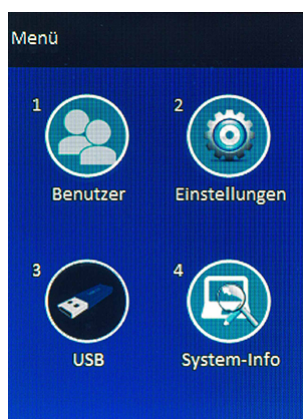 Menü
1
2
Benutzer
Einstellungen
3
4
USB
System-Info